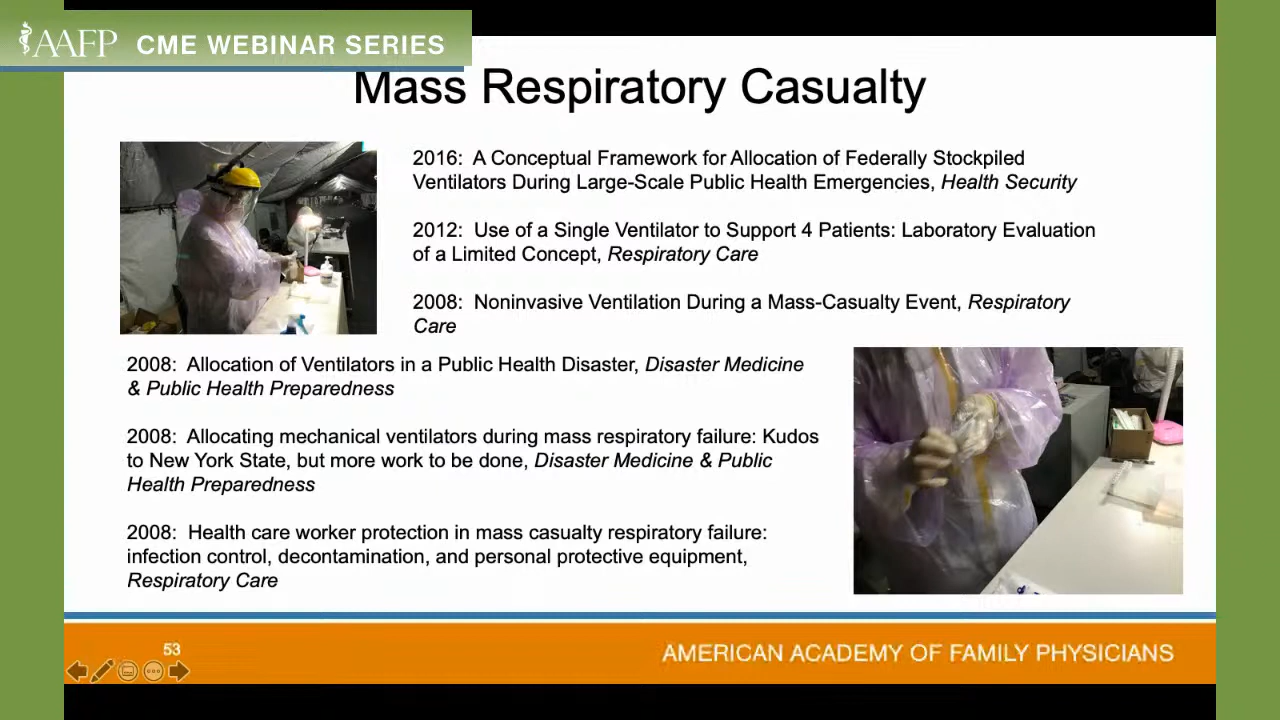 AAFP CME WEBINAR SERIES
Mass Respiratory Casualty
2016: A Conceptual Framework for Allocation of Federally Stockpiled
Ventilators During Large-Scale Public Health Emergencies, Health Security
2012: Use of a Single Ventilator to Support 4 Patients: Laboratory Evaluation
of a Limited Concept, Respiratory Care
2008: Noninvasive Ventilation During a Mass-Casualty Event, Respiratory
Care
2008: Allocation of Ventilators in a Public Health Disaster, Disaster Medicine
& Public Health Preparedness
2008: Allocating mechanical ventilators during mass respiratory failure: Kudos
to New York State, but more work to be done, Disaster Medicine & Public
Health Preparedness
2008: Health care worker protection in mass casualty respiratory failure:
infection control, decontamination, and personal protective equipment,
Respiratory Care
53
AMERICAN ACADEMY OF FAMILY PHYSICIANS